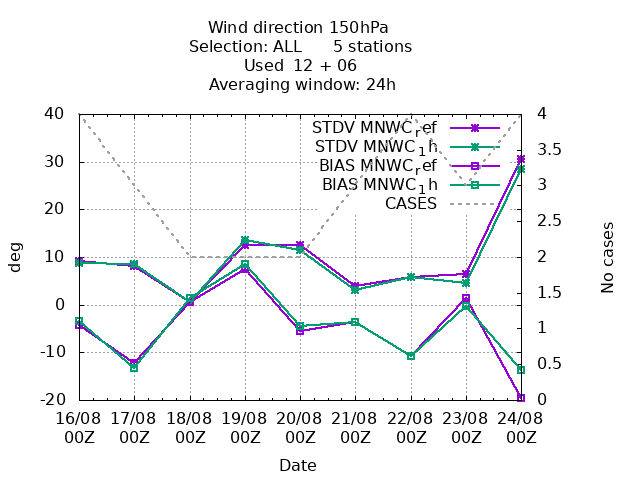 Wind direction 150hPa
Selection: ALL 5 stations
Used 12 + 06
Averaging window: 24h
40
30
20
10
0
-10
-20
deg
4
3.5
3
2.5
2
1.5
1
0.5
0
No cases
STDV MNWC_ref
STDV MNWC_1h
BIAS MNWC_ref
BIAS MNWC_1h
CASES
16/08 17/08 18/08 19/08 20/08 21/08 22/08 23/08 24/08
00Z 00Z 00Z 00Z 00Z 00Z 00Z 00Z 00Z
Date